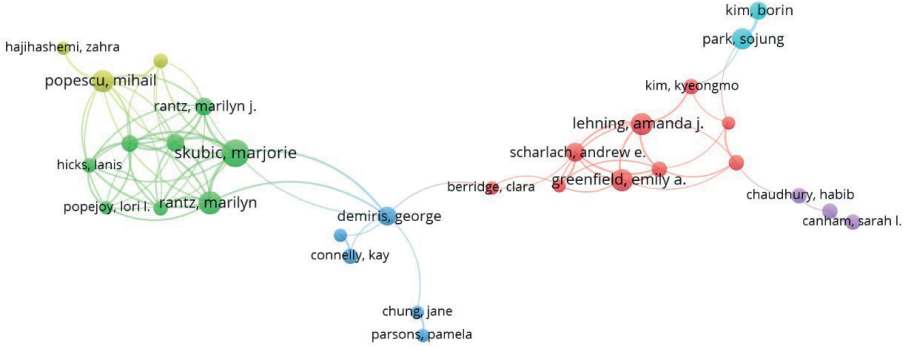 kim, borin
park, sojung
hajihashemi, zahra
popescu, mihail
kim, kyeongmo
rantz, marilyn j.
lehning, amanda j.
skubic, marjorie
scharlach, andrew e.
hicks, lanis
greenfield, emily a.
berridge, clara
chaudhury, habib
popejoy, lori l.
rantz, marilyn
demiris, george
canham, sarah l.
connelly, kay
chung, jane
parsons, pamela